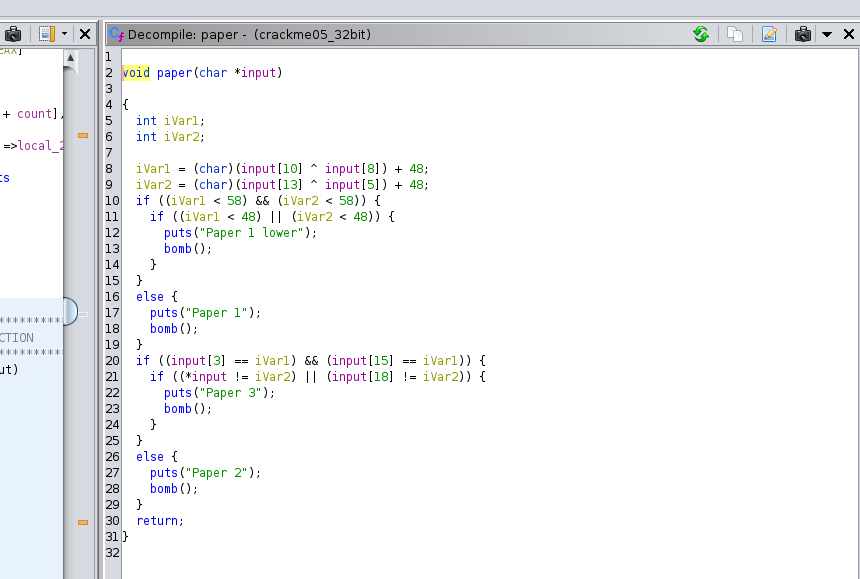 Decompile: paper - (crackme05_32bit)
EAX]
+ count],
=>local_2
ts
*********
CTION
*********
ut)
1
2 void paper(char *input)
3
4 {
5 int iVar1;
6 int iVar2;
7
8 iVar1 = (char)(input[10] ^ input[8]) + 48;
9 iVar2 = (char)(input[13] ^ input[5]) + 48;
10 if ((iVar1 < 58) && (iVar2 < 58)) {
11 if ((iVar1 < 48) || (iVar2 < 48)) {
12 puts("Paper 1 lower");
13 bomb();
14 }
15 }
16 else {
17 puts("Paper 1");
18 bomb();
19 }
20 if ((input[3] == iVar1) && (input[15] == iVar1)) {
21 if ((*input != iVar2) || (input[18] != iVar2)) {
22 puts("Paper 3");
23 bomb();
24 }
25 }
26 else {
27 puts("Paper 2");
28 bomb();
29 }
30 return;
31 }
32